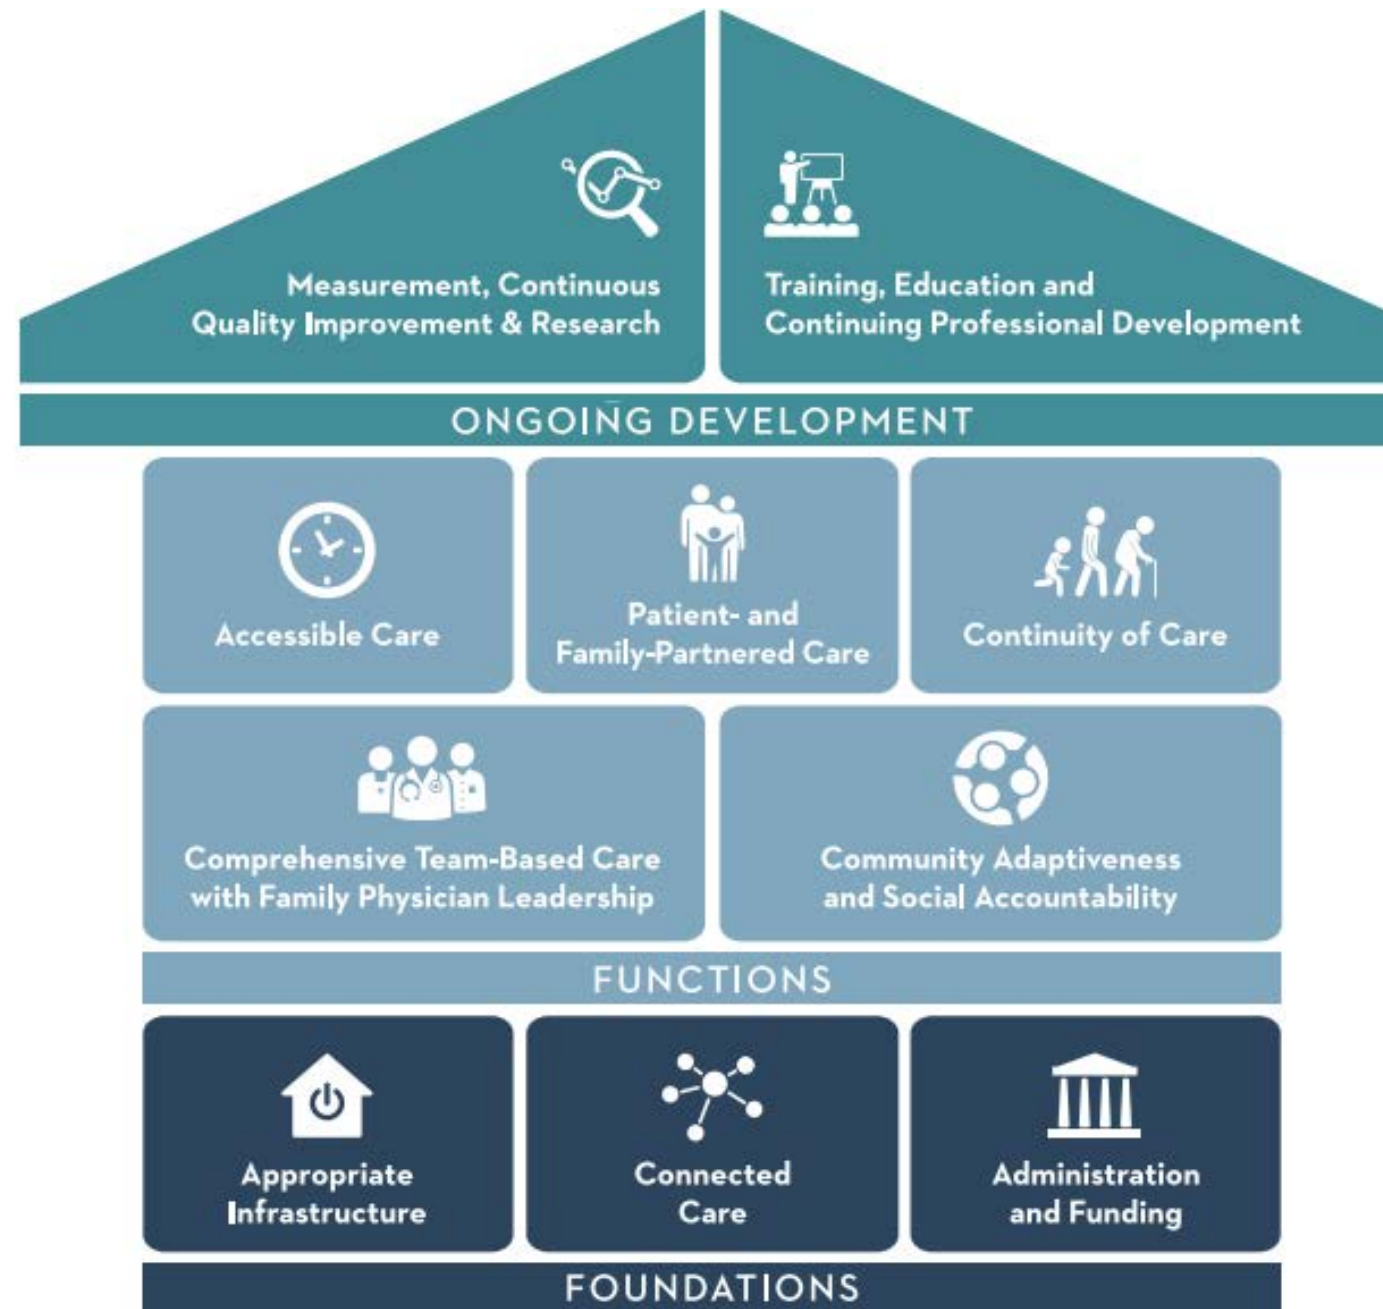 Measurement, Continuous
Quality Improvement & Research
Training, Education and
Continuing Professional Development
ONGOING DEVELOPMENT
Accessible Care
Patient- and
Family-Partnered Care
Continuity of Care
Comprehensive Team-Based Care
with Family Physician Leadership
Community Adaptiveness
and Social Accountability
FUNCTIONS
Appropriate
Infrastructure
Connected
Care
Administration
and Funding
FOUNDATIONS